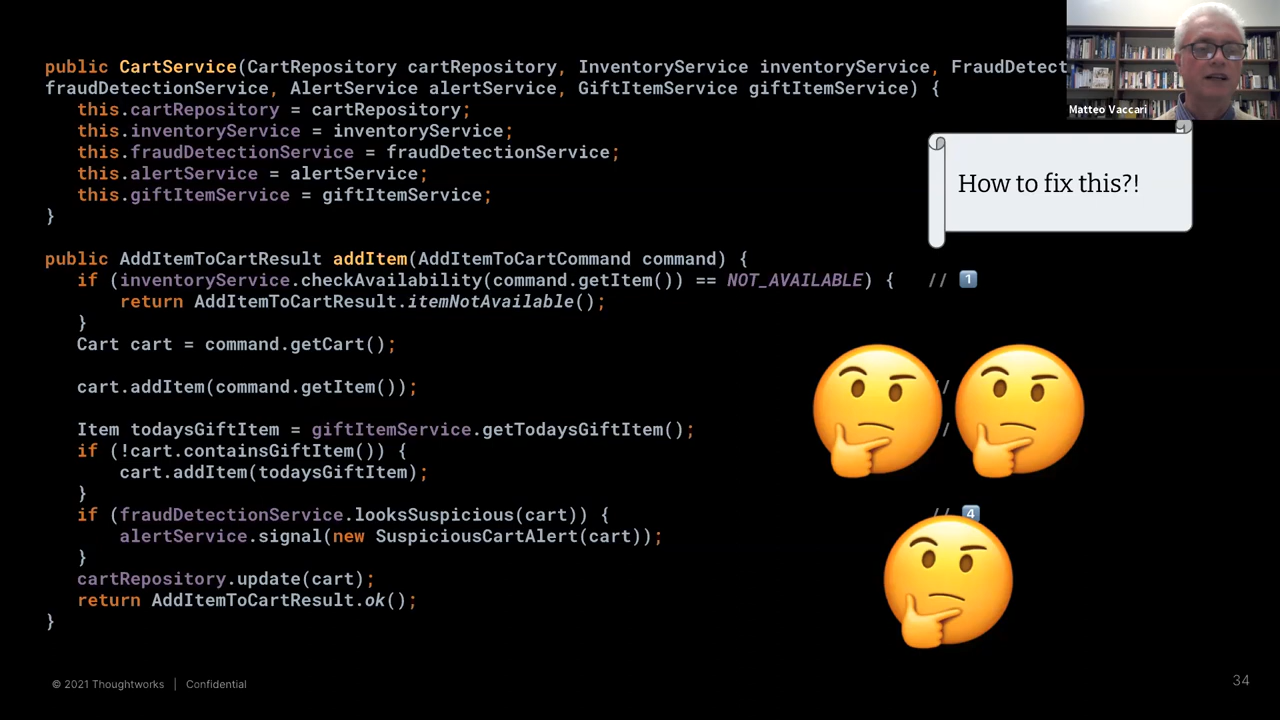 public CartService(CartRepository cartRepository, InventoryService inventoryService, FraudDetect
fraudDetectionService, AlertService alertService, GiftItemService giftItemService) {
this.cartRepository = cartRepository;
this.inventoryService = inventoryService;
this.fraudDetectionService = fraudDetectionService;
this.alertService = alertService;
this.giftItemService = giftItemService;
}
Matteo Vaccari
How to fix this?!
public AddItemToCartResult addItem(AddItemToCartCommand command) {
if (inventoryService.checkAvailability(command.getItem()) == NOT_AVAILABLE) { // 1
return AddItemToCartResult.itemNotAvailable();
}
Cart cart = command.getCart();
cart.addItem(command.getItem());
Item todaysGiftItem = giftItemService.getTodaysGiftItem();
if (!cart.containsGiftItem()) {
cart.addItem(todaysGiftItem);
}
if (fraudDetectionService.looksSuspicious(cart)) { // 4
alertService.signal(new SuspiciousCartAlert(cart));
}
cartRepository.update(cart);
return AddItemToCartResult.ok();
}
© 2021 Thoughtworks | Confidential
34